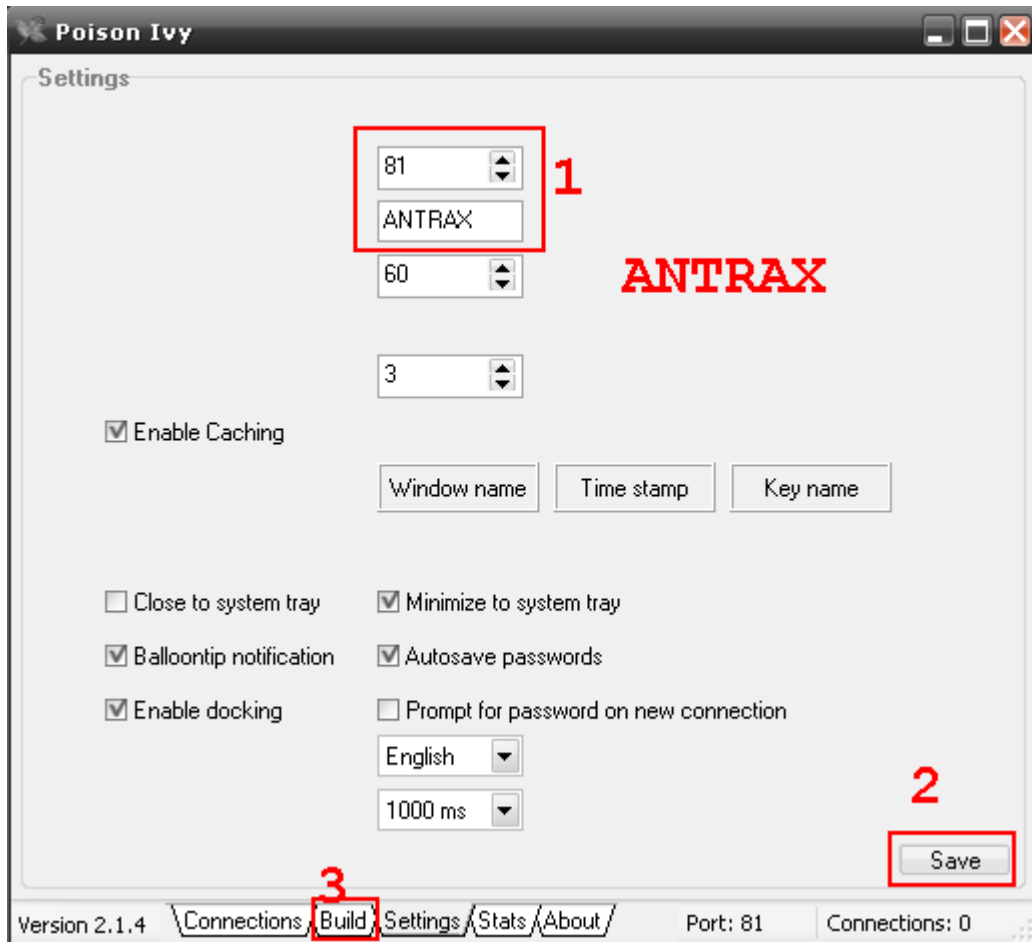 Poison Ivy
Settings
81
1
ANTRAX
60
ANTRAX
3
Enable Caching
Window name Time stamp Key name
Close to system tray Minimize to system tray
Balloontip notification Autosave passwords
Enable docking Prompt for password on new connection
English
1000 ms
2
Save
3
Version 2.1.4 Connections Build Settings Stats About Port: 81 Connections: 0